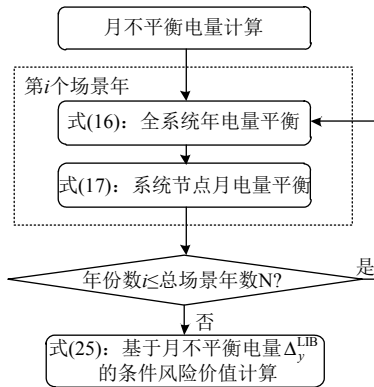 月不平衡电量计算
第i个场景年
式(16)：全系统年电量平衡
式(17)：系统节点月电量平衡
年份数i≤总场景年数N?
是
否
式(25)：基于月不平衡电量Δ_y^LIB
的条件风险价值计算